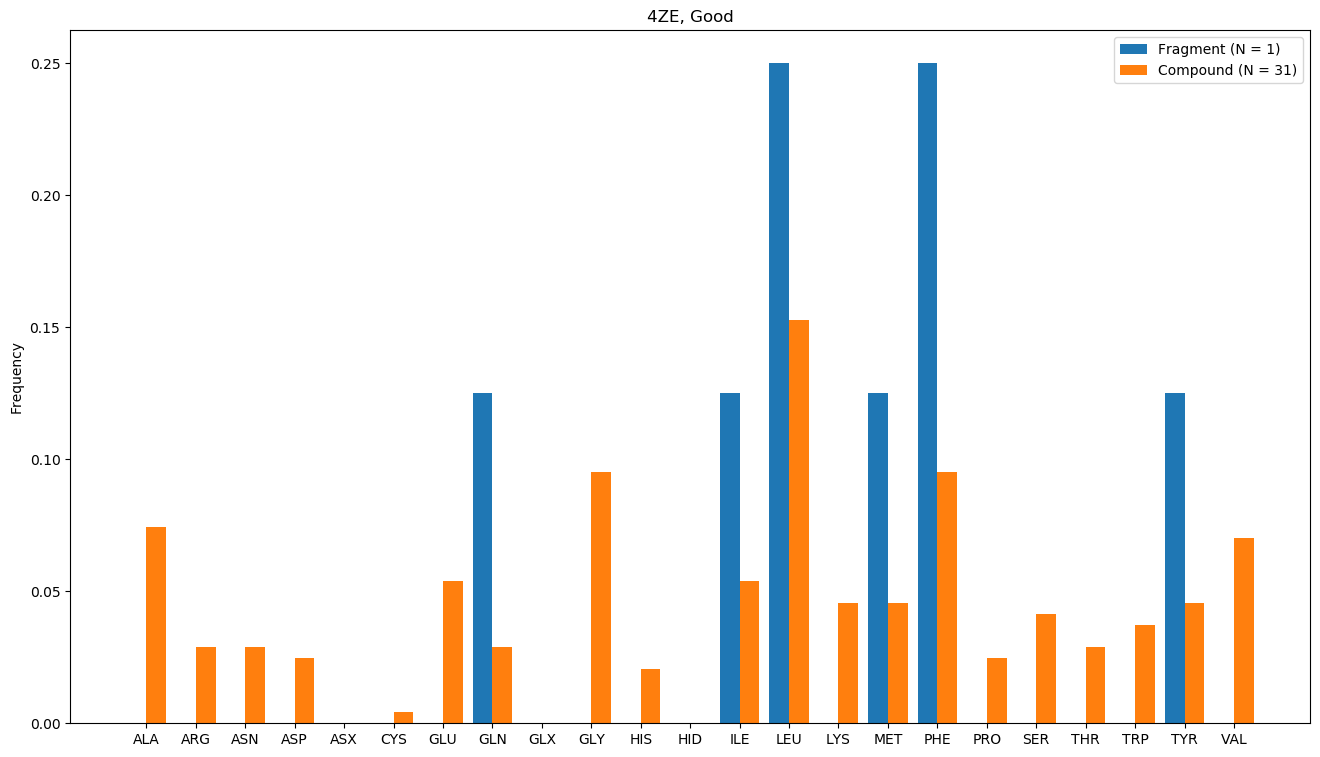 4ZE, Good
Fragment (N = 1)
Compound (N = 31)
Frequency
0.25
0.20
0.15
0.10
0.05
0.00
ALA ARG ASN ASP ASX CYS GLU GLN GLX GLY HIS HID ILE LEU LYS MET PHE PRO SER THR TRP TYR VAL